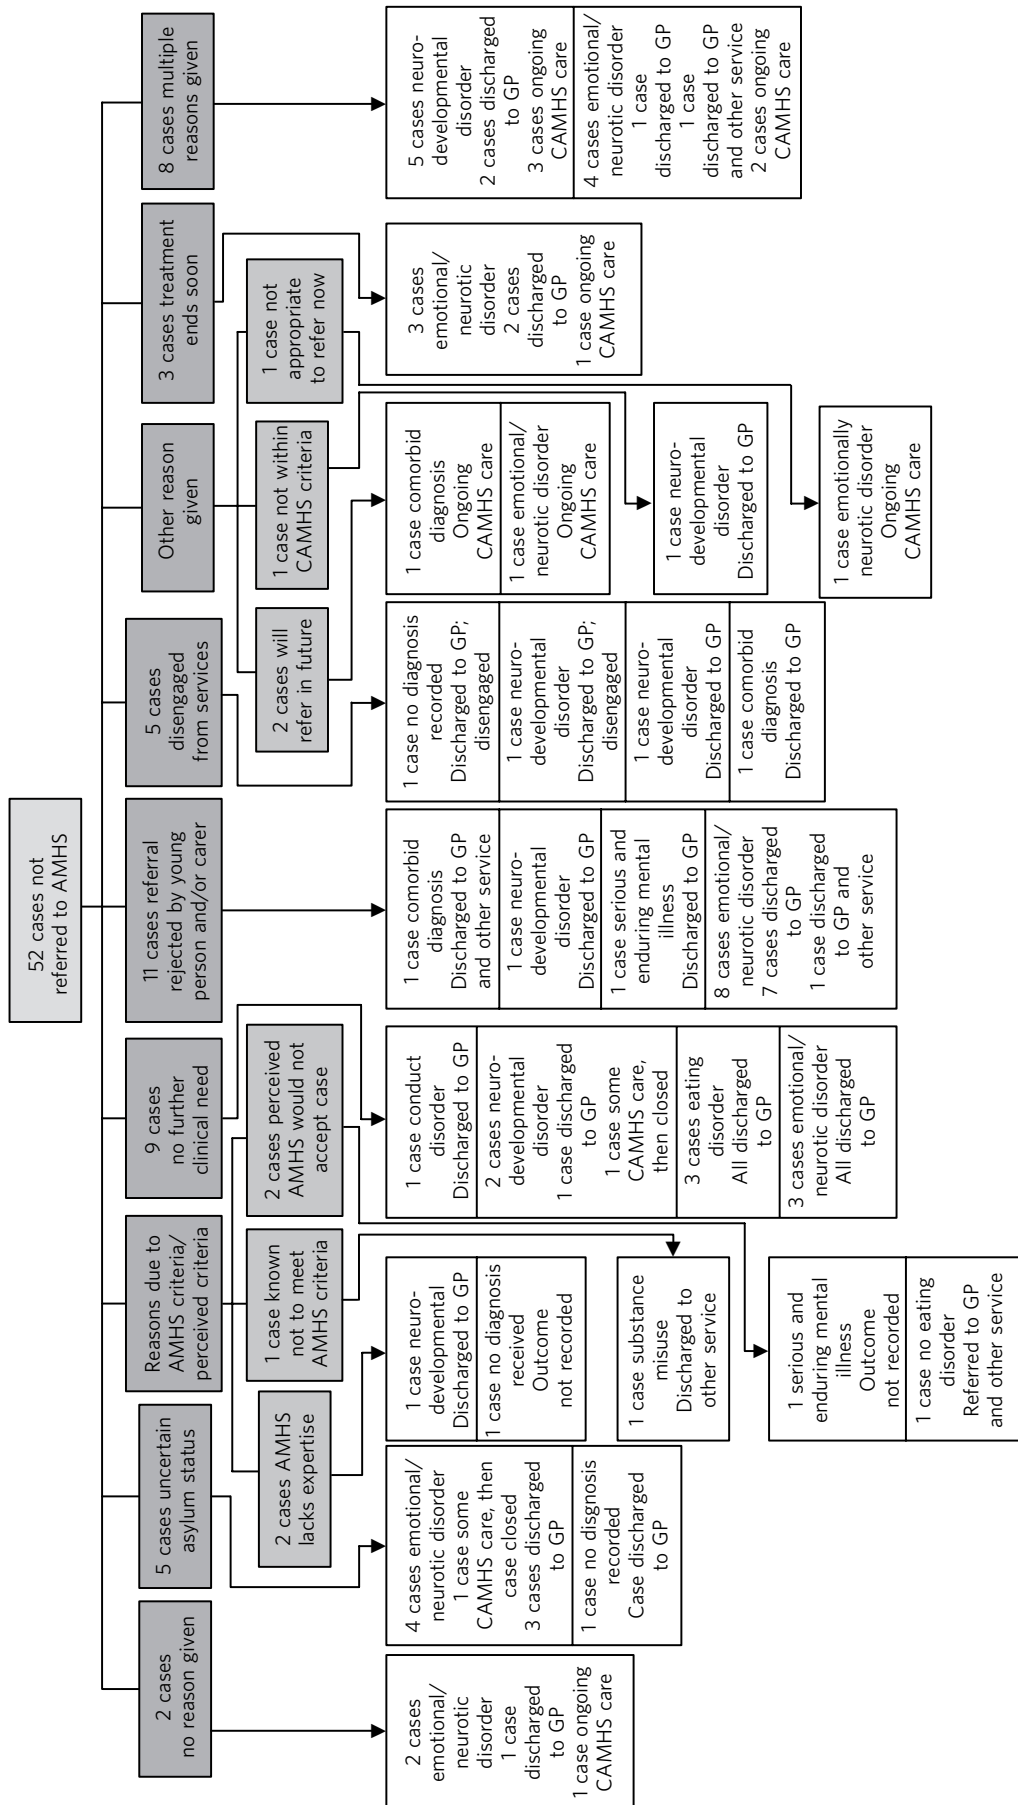 52 cases not
referred to AMHS
2 cases
no reason given
5 cases uncertain
asylum status
Reasons due to
AMHS criteria/
perceived criteria
9 cases
no further
clinical need
11 cases referral
rejected by young
person and/or carer
5 cases
disengaged
from services
Other reason
given
3 cases treatment
ends soon
8 cases multiple
reasons given
2 cases AMHS
lacks expertise
1 case known
not to meet
AMHS criteria
2 cases perceived
AMHS would not
accept case
2 cases will
refer in future
1 case not within
CAMHS criteria
1 case not
appropriate
to refer now
2 cases
emotional/
neurotic
disorder
1 case
discharged
to GP
1 case ongoing
CAMHS care
4 cases emotional/
neurotic disorder
1 case some
CAMHS care, then
case closed
3 cases discharged
to GP
1 case no diagnosis
recorded
Case discharged
to GP
1 case neuro-
developmental
Discharged to GP
1 case no diagnosis
received
Outcome
not recorded
1 case substance
misuse
Discharged to
other service
1 serious and
enduring mental
illness
Outcome
not recorded
1 case no eating
disorder
Referred to GP
and other service
1 case conduct
disorder
Discharged to GP
2 cases neuro-
developmental
disorder
1 case discharged
to GP
1 case some
CAMHS care,
then closed
3 cases eating
disorder
All discharged
to GP
3 cases emotional/
neurotic disorder
All discharged
to GP
1 case comorbid
diagnosis
Discharged to GP
and other service
1 case neuro-
developmental
disorder
Discharged to GP
1 case serious and
enduring mental
illness
Discharged to GP
8 cases emotional/
neurotic disorder
7 cases discharged
to GP
1 case discharged
to GP and
other service
1 case no diagnosis
recorded
Discharged to GP;
disengaged
1 case neuro-
developmental
disorder
Discharged to GP;
disengaged
1 case neuro-
developmental
disorder
Discharged to GP
1 case comorbid
diagnosis
Discharged to GP
1 case comorbid
diagnosis
Ongoing
CAMHS care
1 case emotional/
neurotic disorder
Ongoing
CAMHS care
1 case neuro-
developmental
disorder
Discharged to GP
1 case emotionally
neurotic disorder
Ongoing
CAMHS care
3 cases
emotional/
neurotic
disorder
2 cases
discharged
to GP
1 case ongoing
CAMHS care
5 cases neuro-
developmental
disorder
2 cases discharged
to GP
3 cases ongoing
CAMHS care
4 cases emotional/
neurotic disorder
1 case
discharged to GP
1 case
discharged to GP
and other service
2 cases ongoing
CAMHS care